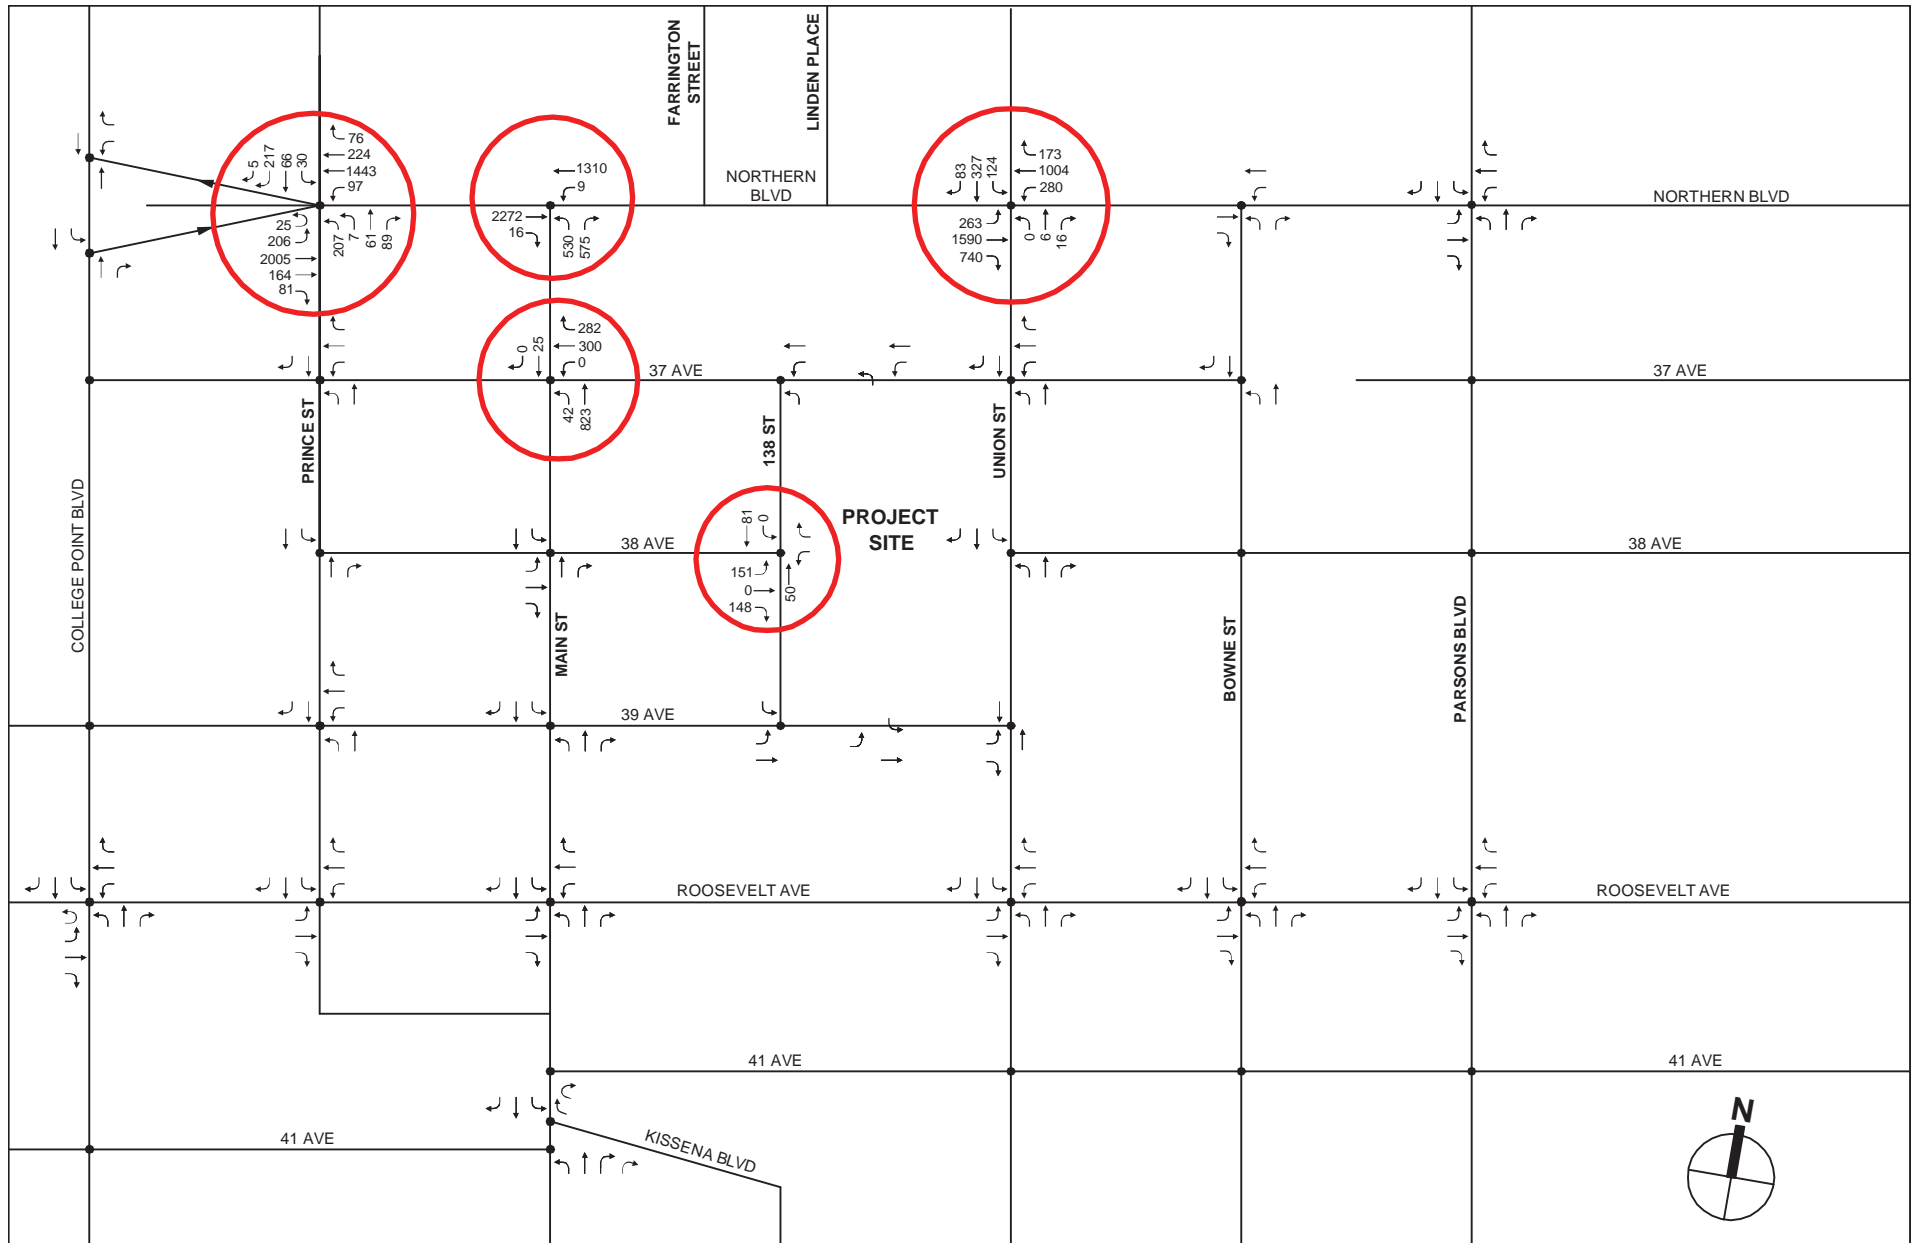 FARRINGTON
STREET
LINDEN PLACE
76
224
1443
97
5
217
66
30
25
206
2005
164
81
207
7
61
89
1310
9
2272
16
530
575
NORTHERN
BLVD
83
327
124
173
1004
280
263
1590
740
0
6
16
NORTHERN BLVD
282
300
0
0
25
42
823
37 AVE
37 AVE
PRINCE ST
138 ST
UNION ST
COLLEGE POINT BLVD
81
0
151
0
148
50
PROJECT
SITE
38 AVE
38 AVE
MAIN ST
BOWNE ST
PARSONS BLVD
39 AVE
ROOSEVELT AVE
ROOSEVELT AVE
41 AVE
41 AVE
41 AVE
KISSENA BLVD
N